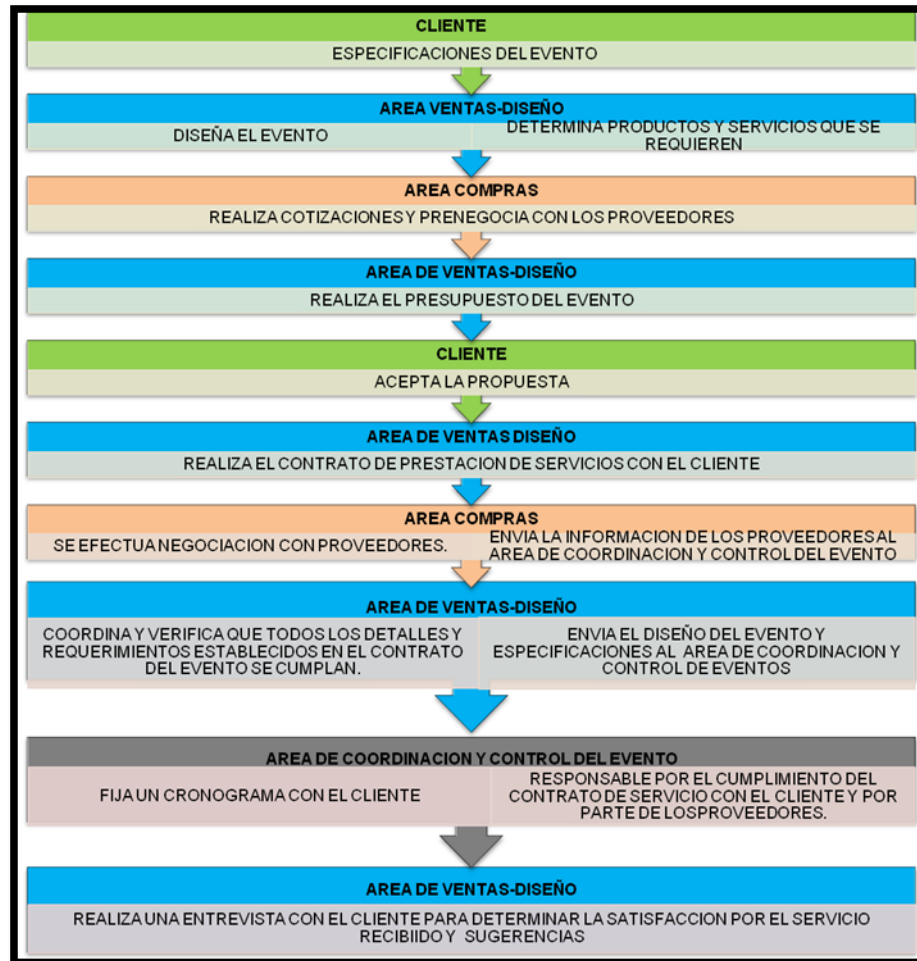 CLIENTE
ESPECIFICACIONES DEL EVENTO
AREA VENTAS-DISEÑO
DISEÑA EL EVENTO
DETERMINA PRODUCTOS Y SERVICIOS QUE SE
REQUIEREN
AREA COMPRAS
REALIZA COTIZACIONES Y PRENEGOCIA CON LOS PROVEEDORES
AREA DE VENTAS-DISEÑO
REALIZA EL PRESUPUESTO DEL EVENTO
CLIENTE
ACEPTA LA PROPUESTA
AREA DE VENTAS DISEÑO
REALIZA EL CONTRATO DE PRESTACION DE SERVICIOS CON EL CLIENTE
AREA COMPRAS
SE EFECTUA NEGOCIACION CON PROVEEDORES.
ENVIA LA INFORMACION DE LOS PROVEEDORES AL
AREA DE COORDINACION Y CONTROL DEL EVENTO
AREA DE VENTAS-DISEÑO
COORDINA Y VERIFICA QUE TODOS LOS DETALLES Y
REQUERIMIENTOS ESTABLECIDOS EN EL CONTRATO
DEL EVENTO SE CUMPLAN.
ENVIA EL DISEÑO DEL EVENTO Y
ESPECIFICACIONES AL AREA DE COORDINACION Y
CONTROL DE EVENTOS
AREA DE COORDINACION Y CONTROL DEL EVENTO
FIJA UN CRONOGRAMA CON EL CLIENTE
RESPONSABLE POR EL CUMPLIMIENTO DEL
CONTRATO DE SERVICIO CON EL CLIENTE Y POR
PARTE DE LOSPROVEEDORES.
AREA DE VENTAS-DISEÑO
REALIZA UNA ENTREVISTA CON EL CLIENTE PARA DETERMINAR LA SATISFACCION POR EL SERVICIO
RECIBIIDO Y SUGERENCIAS